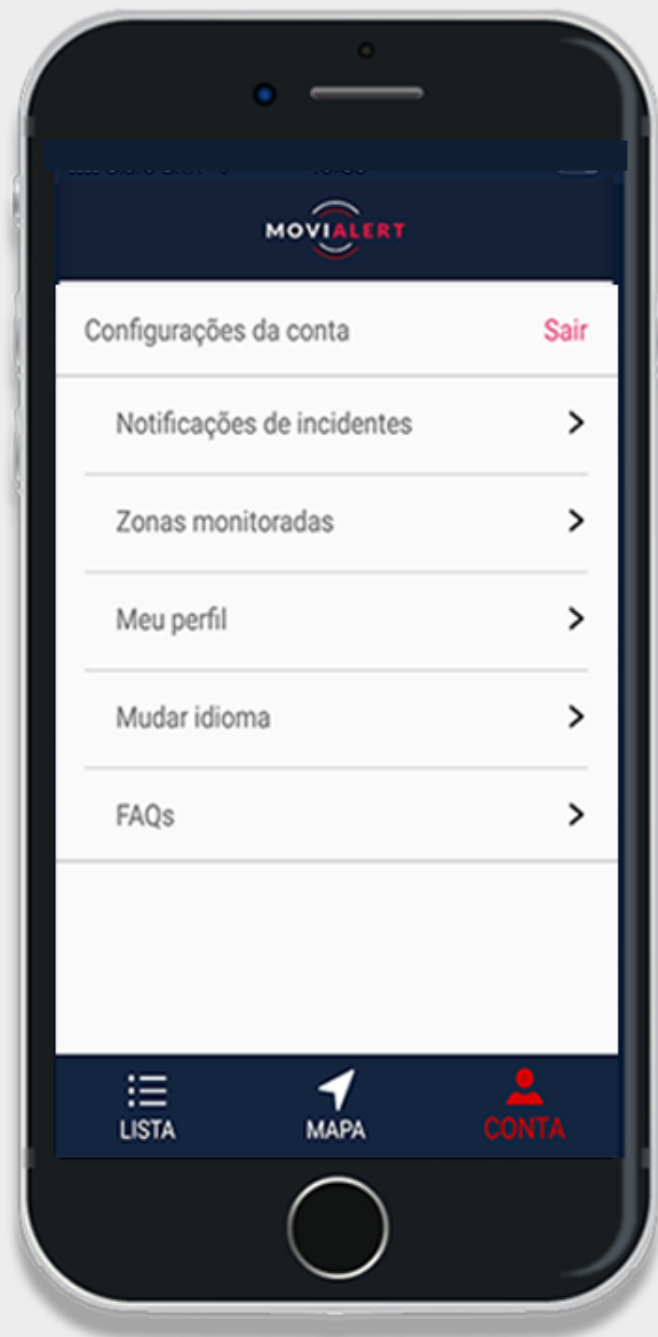 MOVIALERT
Configurações da conta Sair
Notificações de incidentes
Zonas monitoradas
Meu perfil
Mudar idioma
FAQs
LISTA MAPA CONTA